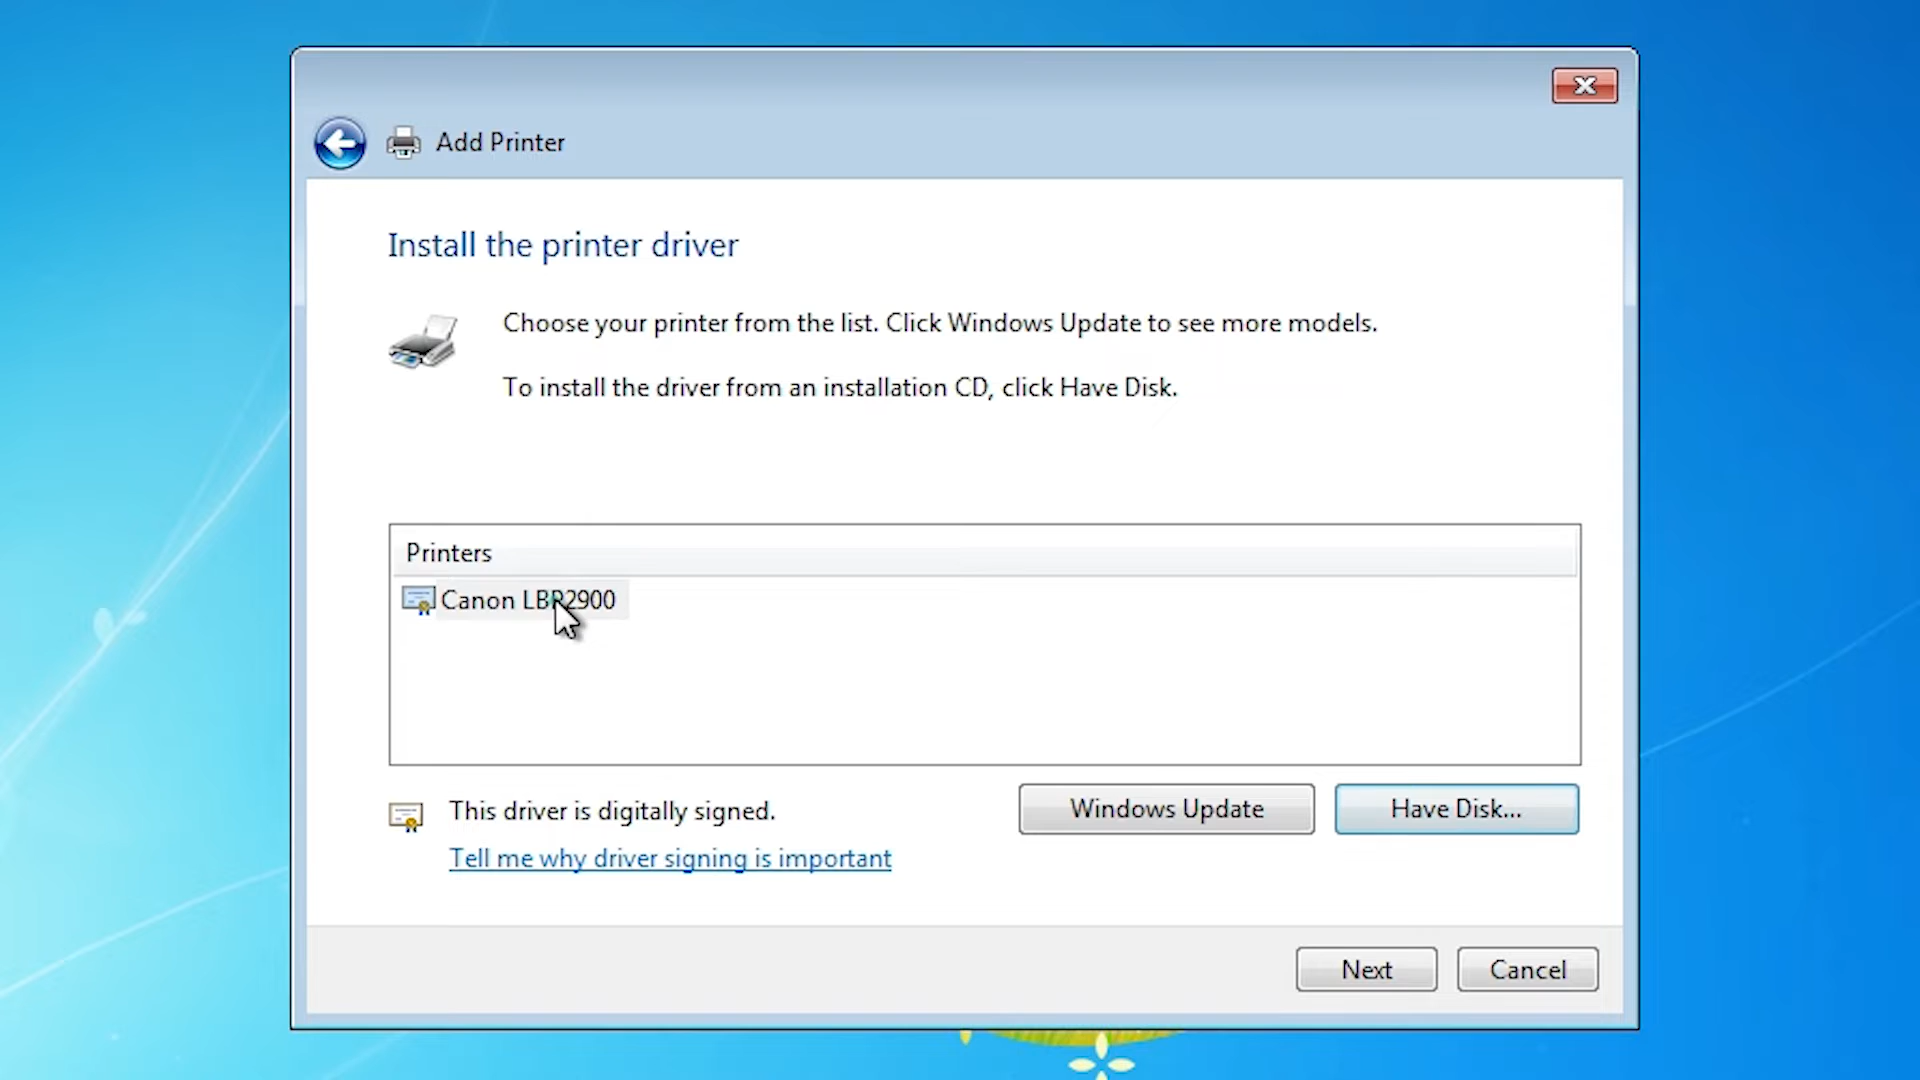 Add Printer
Install the printer driver
Choose your printer from the list. Click Windows Update to see more models.
To install the driver from an installation CD, click Have Disk.
Printers
Canon LBP2900
This driver is digitally signed.
Windows Update
Have Disk...
Tell me why driver signing is important
Next
Cancel